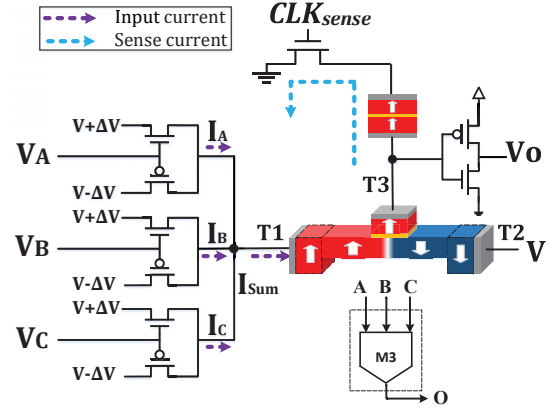 Input current
Sense current
CLKsense
V+ΔV
VA
V-ΔV
IA
V+ΔV
VB
V-ΔV
IB
V+ΔV
VC
V-ΔV
IC
ISum
T1
T3
T2
V
Vo
A B C
M3
O